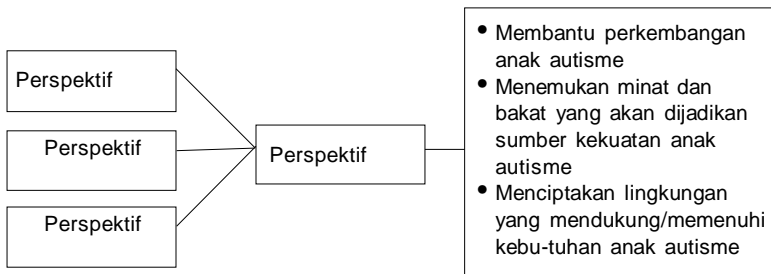 Perspektif
Perspektif
Perspektif
Perspektif
• Membantu perkembangan
anak autisme
• Menemukan minat dan
bakat yang akan dijadikan
sumber kekuatan anak
autisme
• Menciptakan lingkungan
yang mendukung/memenuhi
kebu-tuhan anak autisme